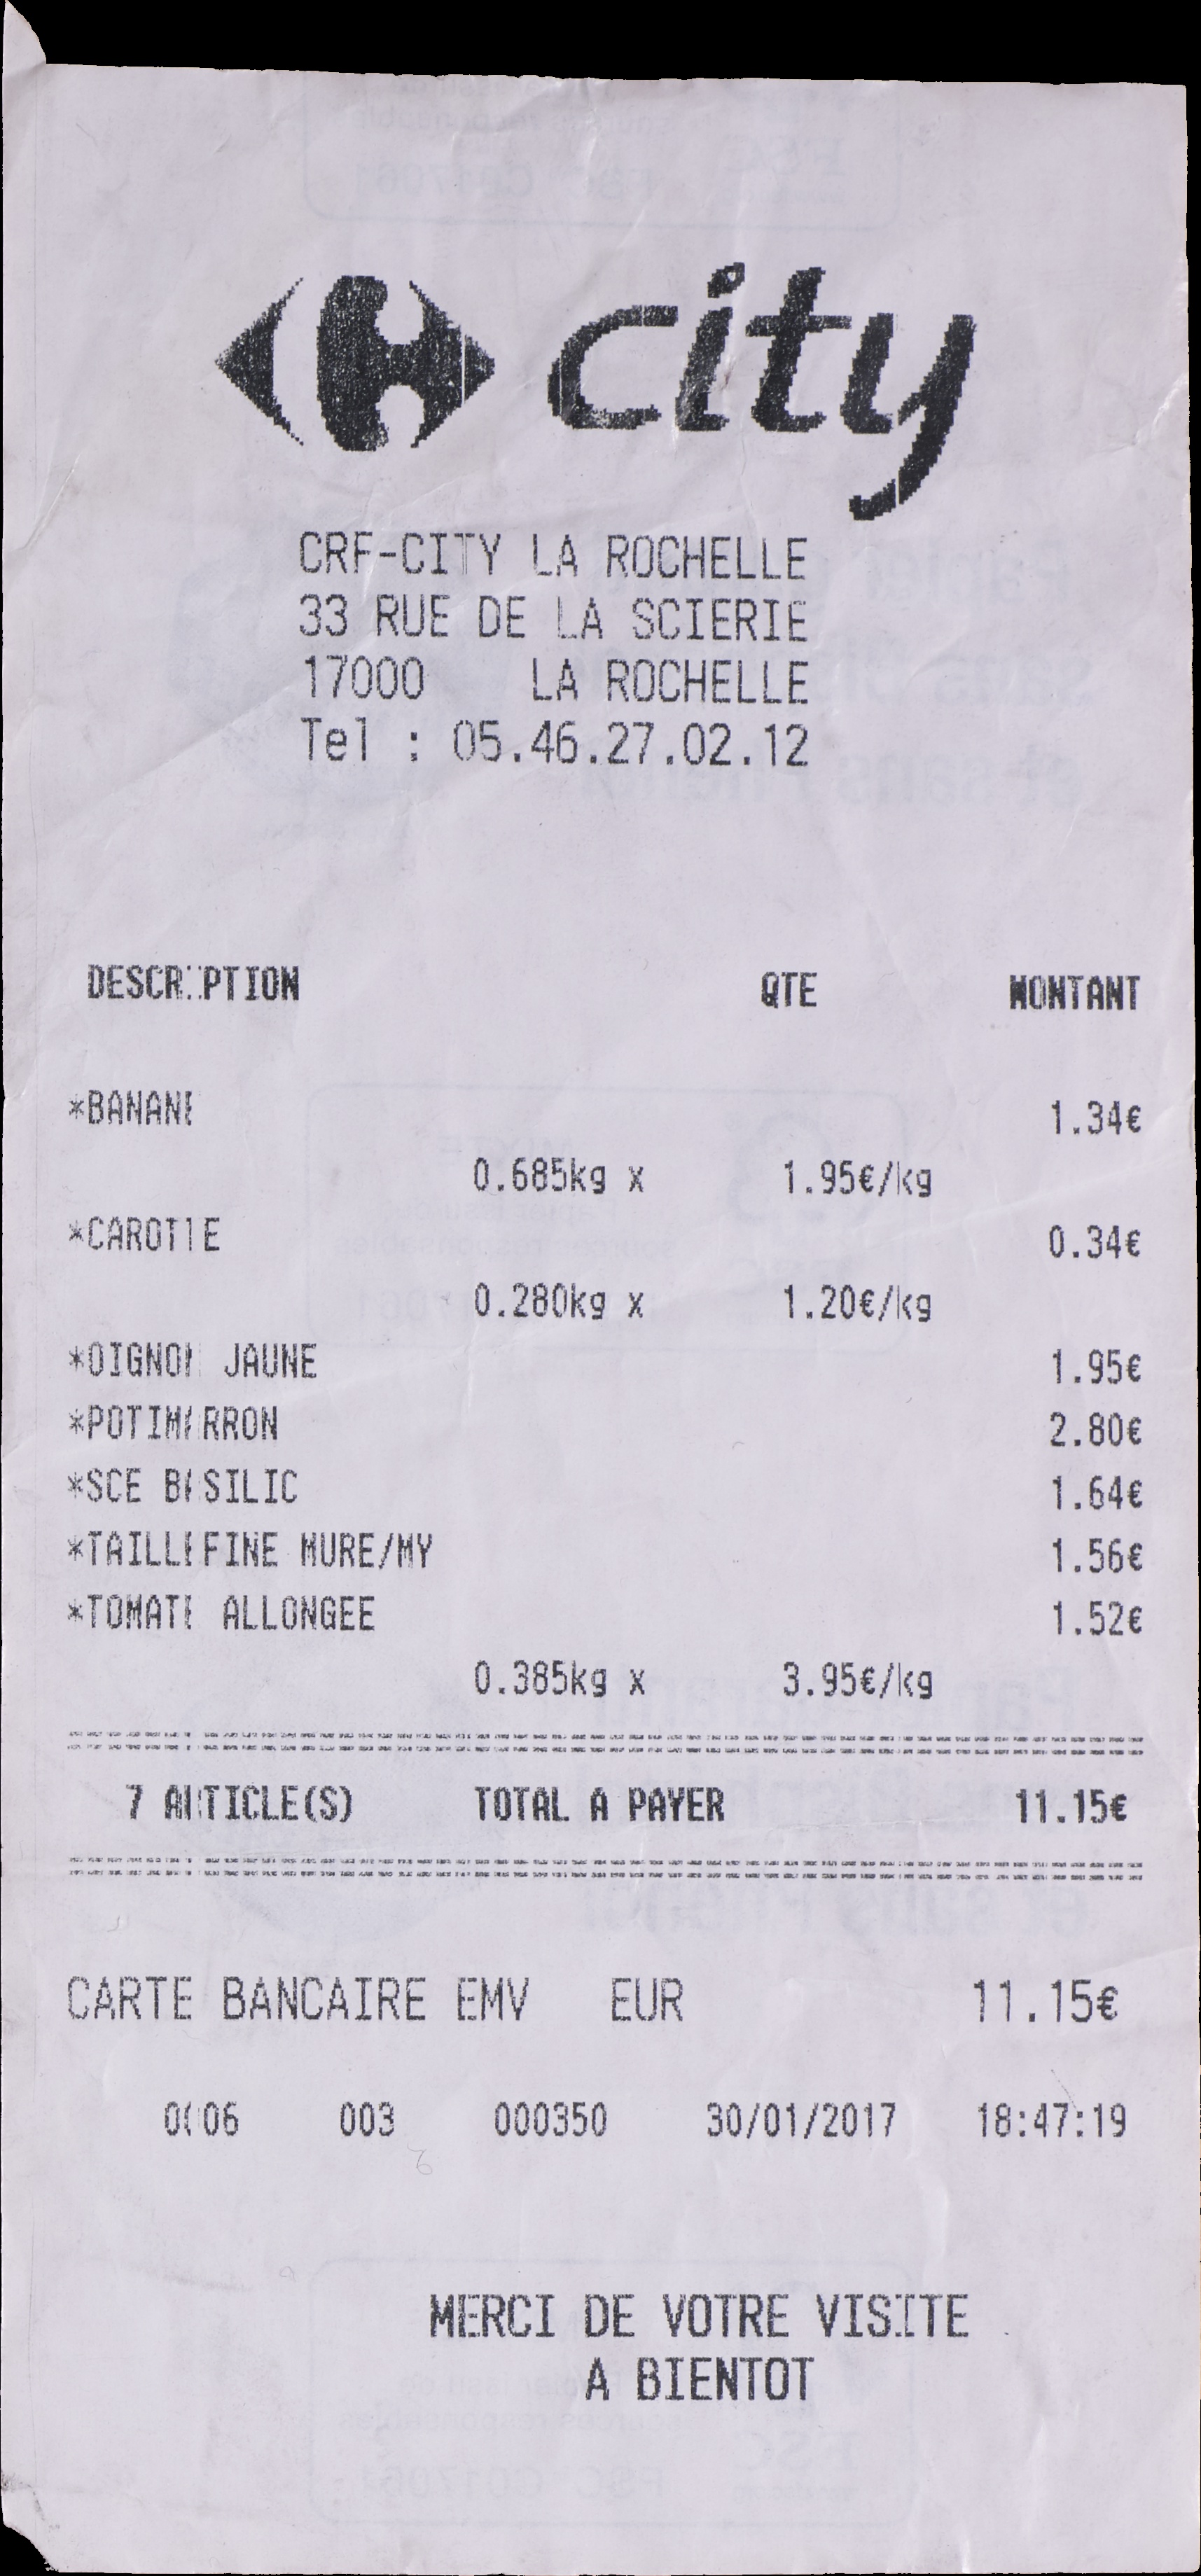 city
CRF-CITY LA ROCHELLE
33 RUE DE LA SCIERIE
17000 LA ROCHELLE
Tel : 05.46.27.02.12
DESCRIPTION QTE MONTANT
*BANANE 1.34€
0.685kg x 1.95€/kg
*CAROTTE 0.34€
0.280kg x 1.20€/kg
*OIGNON JAUNE 1.95€
*POTIMARRON 2.80€
*SCE BASILIC 1.64€
*TAILLEFINE MURE/MY 1.56€
*TOMATE ALLONGEE 1.52€
0.385kg x 3.95€/kg
7 ARTICLE(S) TOTAL A PAYER 11.15€
CARTE BANCAIRE EMV EUR 11.15€
0006 003 000350 30/01/2017 18:47:19
MERCI DE VOTRE VISITE
A BIENTOT